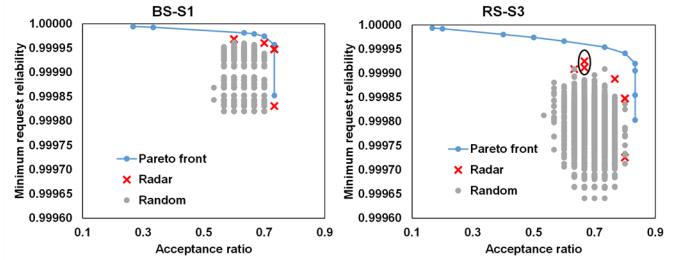 BS-S1
Minimum request reliability
1.00000
0.99995
0.99990
0.99985
0.99980
0.99975
0.99970
0.99965
0.99960
Pareto front
Radar
Random
0.1 0.3 0.5 0.7 0.9
Acceptance ratio
RS-S3
Minimum request reliability
1.00000
0.99995
0.99990
0.99985
0.99980
0.99975
0.99970
0.99965
0.99960
Pareto front
Radar
Random
0.1 0.3 0.5 0.7 0.9
Acceptance ratio